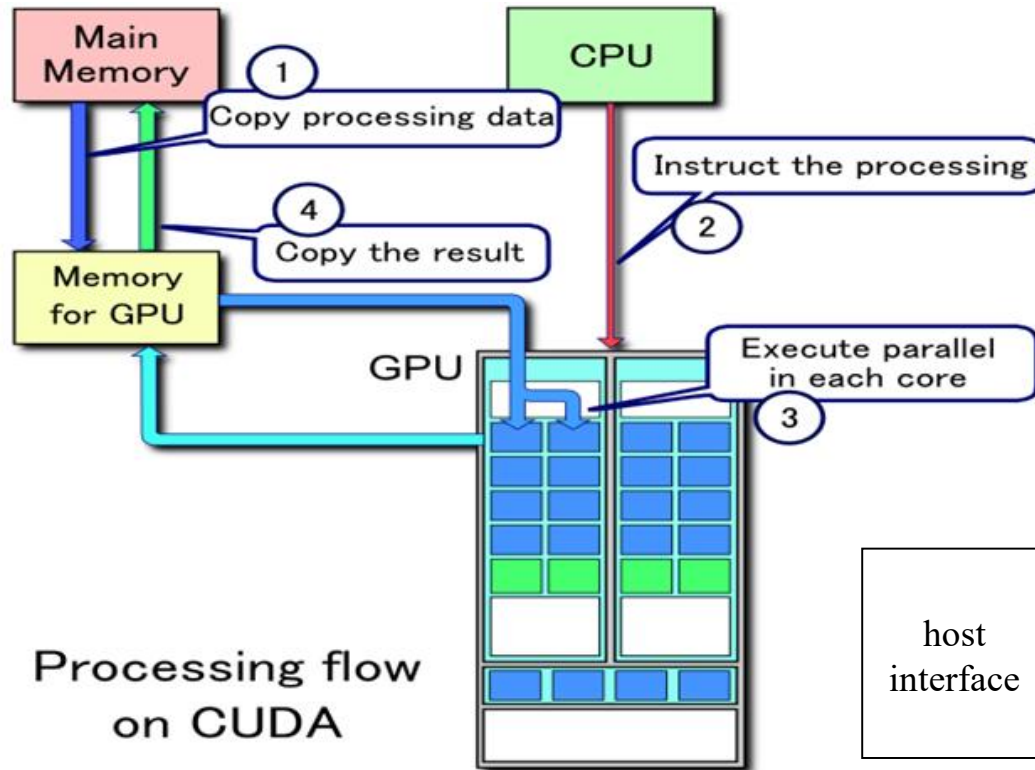 Main
Memory
CPU
1
Copy processing data
Instruct the processing
2
4
Copy the result
Memory
for GPU
GPU
Execute parallel
in each core
3
host
interface
Processing flow
on CUDA